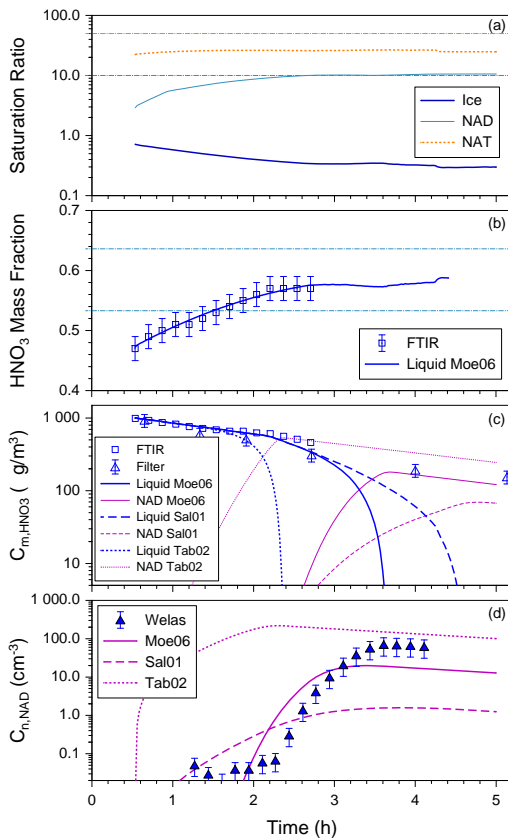 100.0
(a)
10.0
Saturation Ratio
Ice
NAD
1.0
NAT
0.1
0.7
(b)
HNO3 Mass Fraction
0.6
0.5
FTIR
Liquid Moe06
0.4
1 000
(c)
Cm,HNO3 ( g/m3)
FTIR
Filter
100
Liquid Moe06
NAD Moe06
Liquid Sal01
NAD Sal01
10
Liquid Tab02
NAD Tab02
1 000.0
(d)
Welas
100.0
Moe06
Cn,NAD (cm-3)
Sal01
10.0
Tab02
1.0
0.1
0 1 2 3 4 5
Time (h)